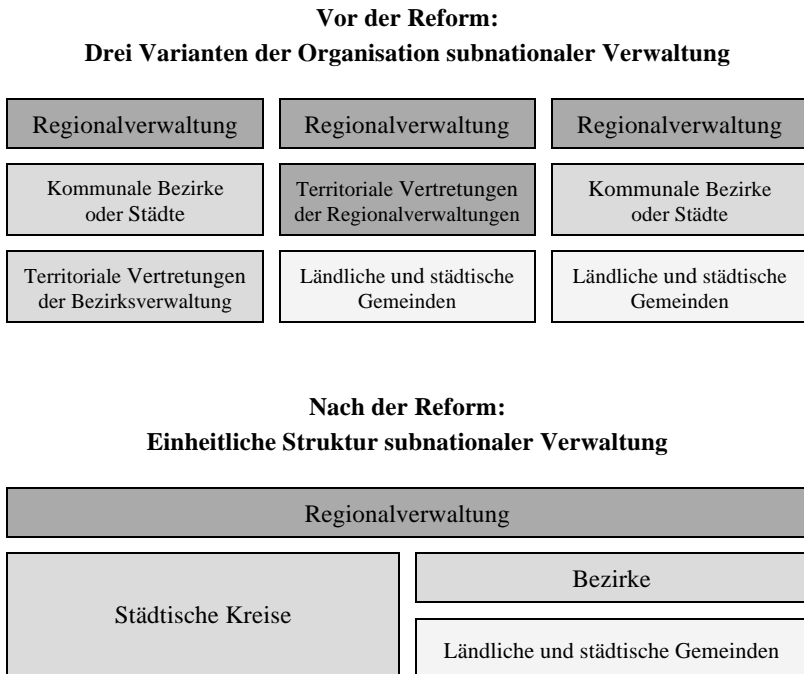 Vor der Reform:
Drei Varianten der Organisation subnationaler Verwaltung
Regionalverwaltung
Regionalverwaltung
Regionalverwaltung
Kommunale Bezirke
oder Städte
Territoriale Vertretungen
der Regionalverwaltungen
Kommunale Bezirke
oder Städte
Territoriale Vertretungen
der Bezirksverwaltung
Ländliche und städtische
Gemeinden
Ländliche und städtische
Gemeinden
Nach der Reform:
Einheitliche Struktur subnationaler Verwaltung
Regionalverwaltung
Städtische Kreise
Bezirke
Ländliche und städtische Gemeinden